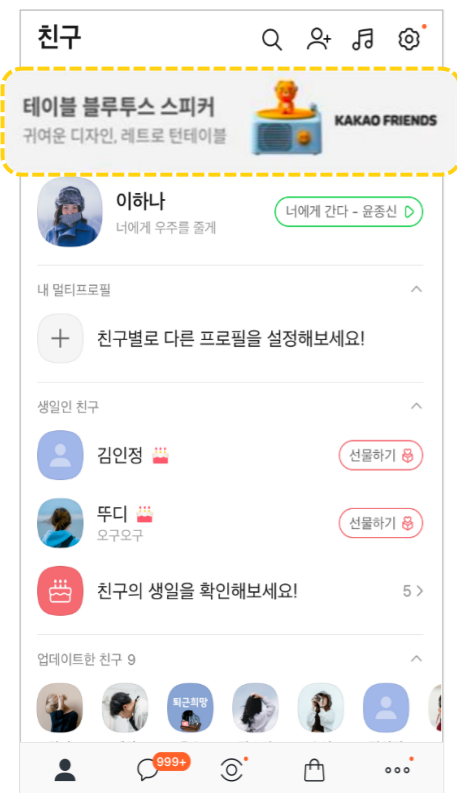 친구
테이블 블루투스 스피커
귀여운 디자인, 레트로 턴테이블
KAKAO FRIENDS
이하나
너에게 우주를 줄게
너에게 간다 - 윤종신
내 멀티프로필
친구별로 다른 프로필을 설정해보세요!
생일인 친구
김인정
선물하기
뚜디
오구오구
선물하기
친구의 생일을 확인해보세요!
5
업데이트한 친구 9
퇴근희망
999+